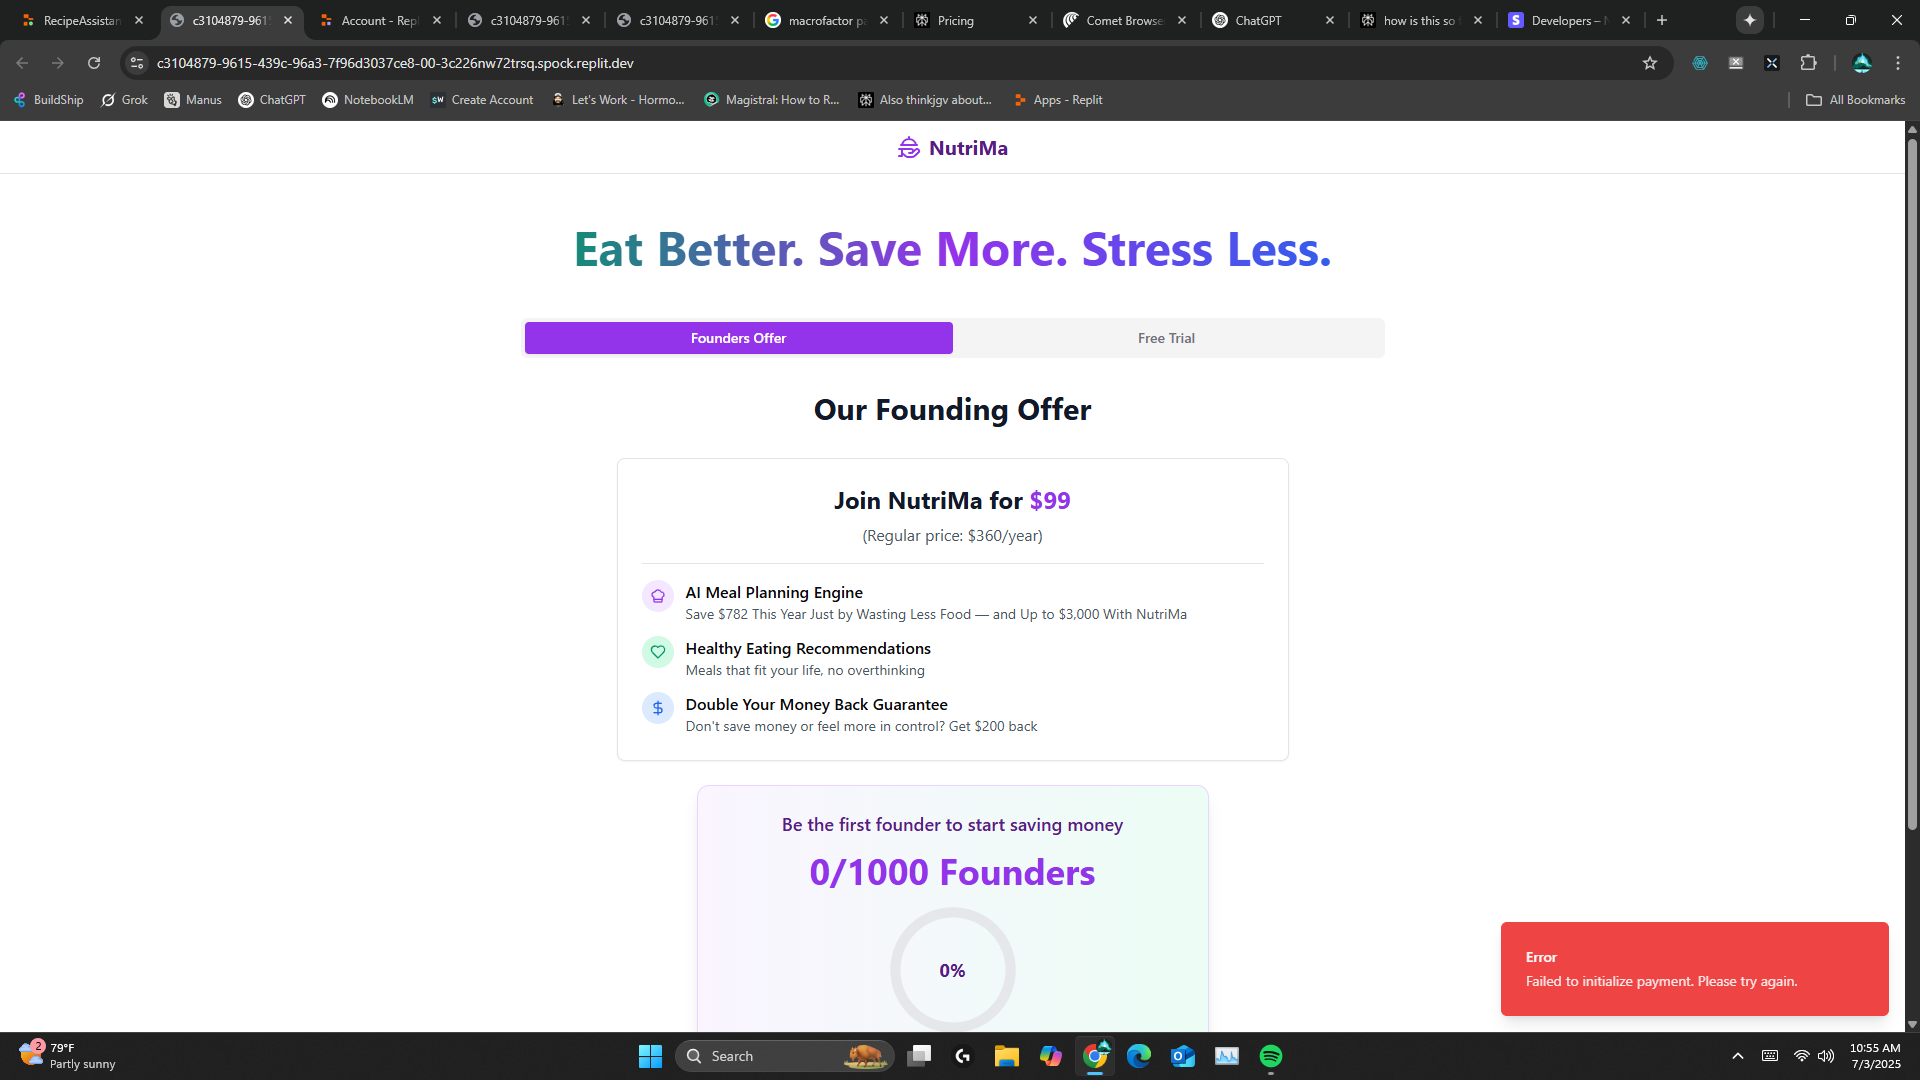 RecipeAssistan
c3104879-961
Account - Repl
c3104879-961
c3104879-961
macrofactor p
Pricing
Comet Browse
ChatGPT
how is this so
Developers –
c3104879-9615-439c-96a3-7f96d3037ce8-00-3c226nw72trsq.spock.replit.dev
BuildShip
Grok
Manus
ChatGPT
NotebookLM
Create Account
Let's Work - Hormo...
Magistral: How to R...
Also thinkjgv about...
Apps - Replit
All Bookmarks
NutriMa
Eat Better. Save More. Stress Less.
Founders Offer
Free Trial
Our Founding Offer
Join NutriMa for $99
(Regular price: $360/year)
AI Meal Planning Engine
Save $782 This Year Just by Wasting Less Food — and Up to $3,000 With NutriMa
Healthy Eating Recommendations
Meals that fit your life, no overthinking
Double Your Money Back Guarantee
Don't save money or feel more in control? Get $200 back
Be the first founder to start saving money
0/1000 Founders
0%
Error
Failed to initialize payment. Please try again.
2
79°F
Partly sunny
Search
10:55 AM
7/3/2025